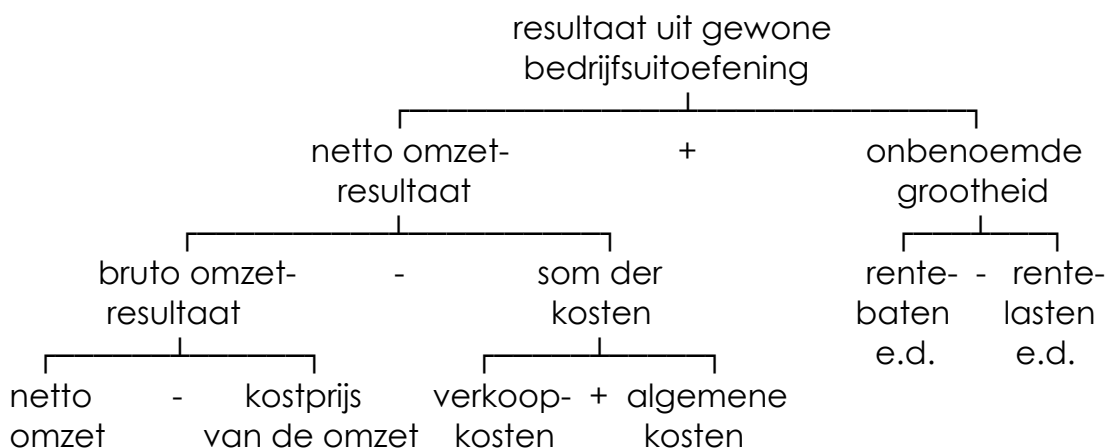 resultaat uit gewone
bedrijfsuitoefening
netto omzet- + onbenoemde
resultaat grootheid
bruto omzet- - som der rente- - rente-
resultaat kosten baten lasten
e.d. e.d.
netto - kostprijs verkoop- + algemene
omzet van de omzet kosten kosten